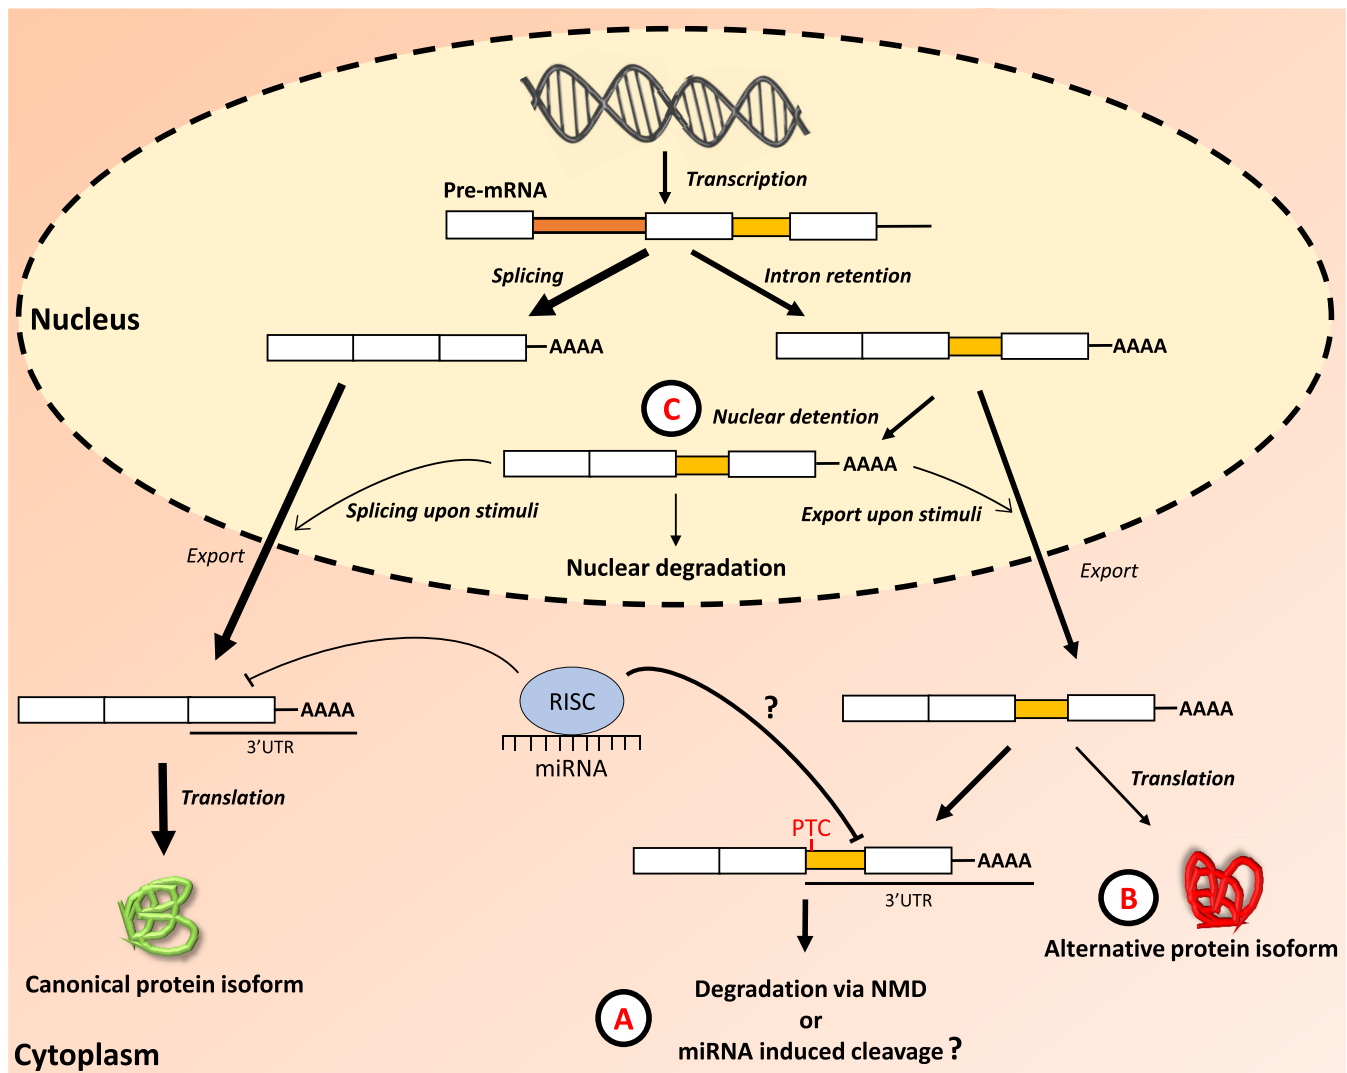 Transcription
Pre-mRNA
Splicing
Intron retention
Nucleus
AAAA
AAAA
C
Nuclear detention
AAAA
Splicing upon stimuli
Export upon stimuli
Export
Nuclear degradation
Export
RISC
miRNA
?
AAAA
3’UTR
AAAA
Translation
Translation
PTC
AAAA
3’UTR
B
Alternative protein isoform
Canonical protein isoform
A
Degradation via NMD
or
miRNA induced cleavage ?
Cytoplasm